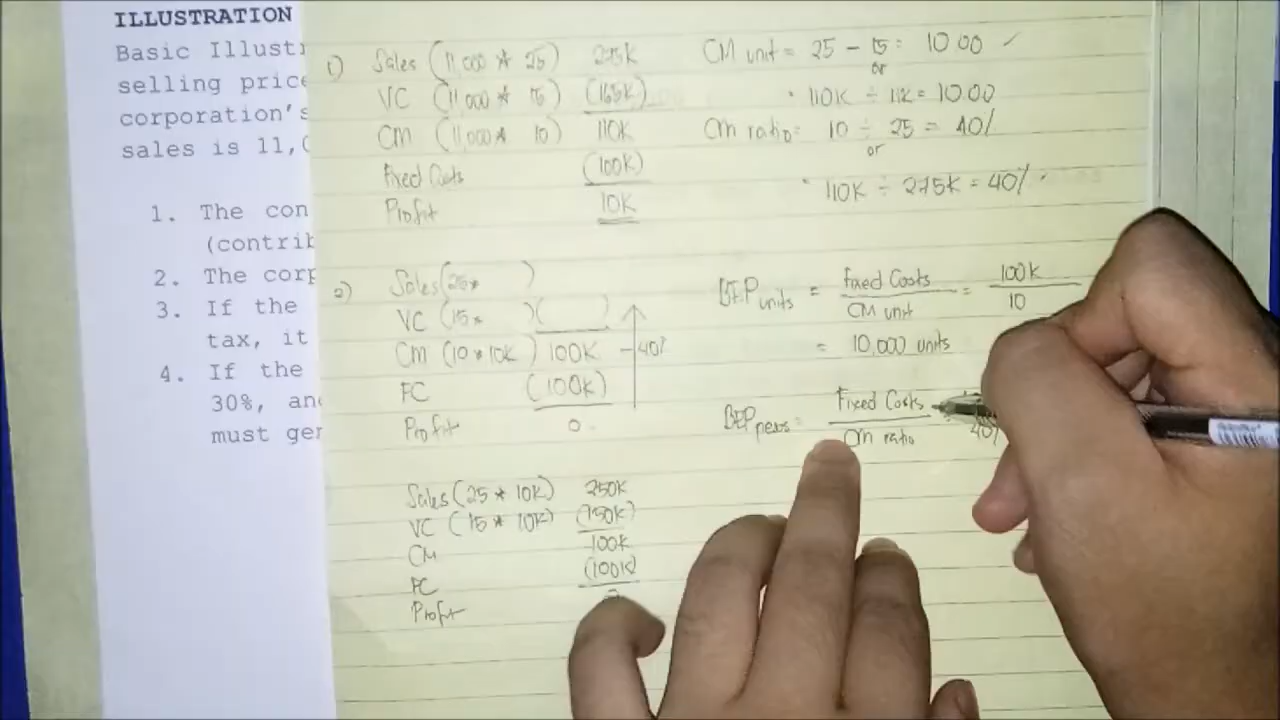 ILLUSTRATION
Basic Illust
selling price
corporation's
sales is 11,
1. The con
(contrib
2. The corp
3. If the
tax, it
4. If the
30%, an
must ger
1) Sales (11,000 * 25) 275K
VC (11,000 * 15) (165K)
CM (11,000 * 10) 110K
Fixed Costs (100K)
Profit 10K
CM unit = 25 - 15 = 10.00 ✓
or
110K ÷ 11K = 10.00
CM ratio = 10 ÷ 25 = 40%
or
110K ÷ 275K = 40%
2) Sales (25* )
VC (15* ) ( )
CM (10*10K) 100K - 40%
FC (100K)
Profit 0
BEP units = Fixed Costs / CM unit = 100K / 10
= 10,000 units
BEP pesos = Fixed Costs / CM ratio = 40%
Sales (25 * 10K) 250K
VC (15 * 10K) (150K)
CM 100K
FC (100K)
Profit 0